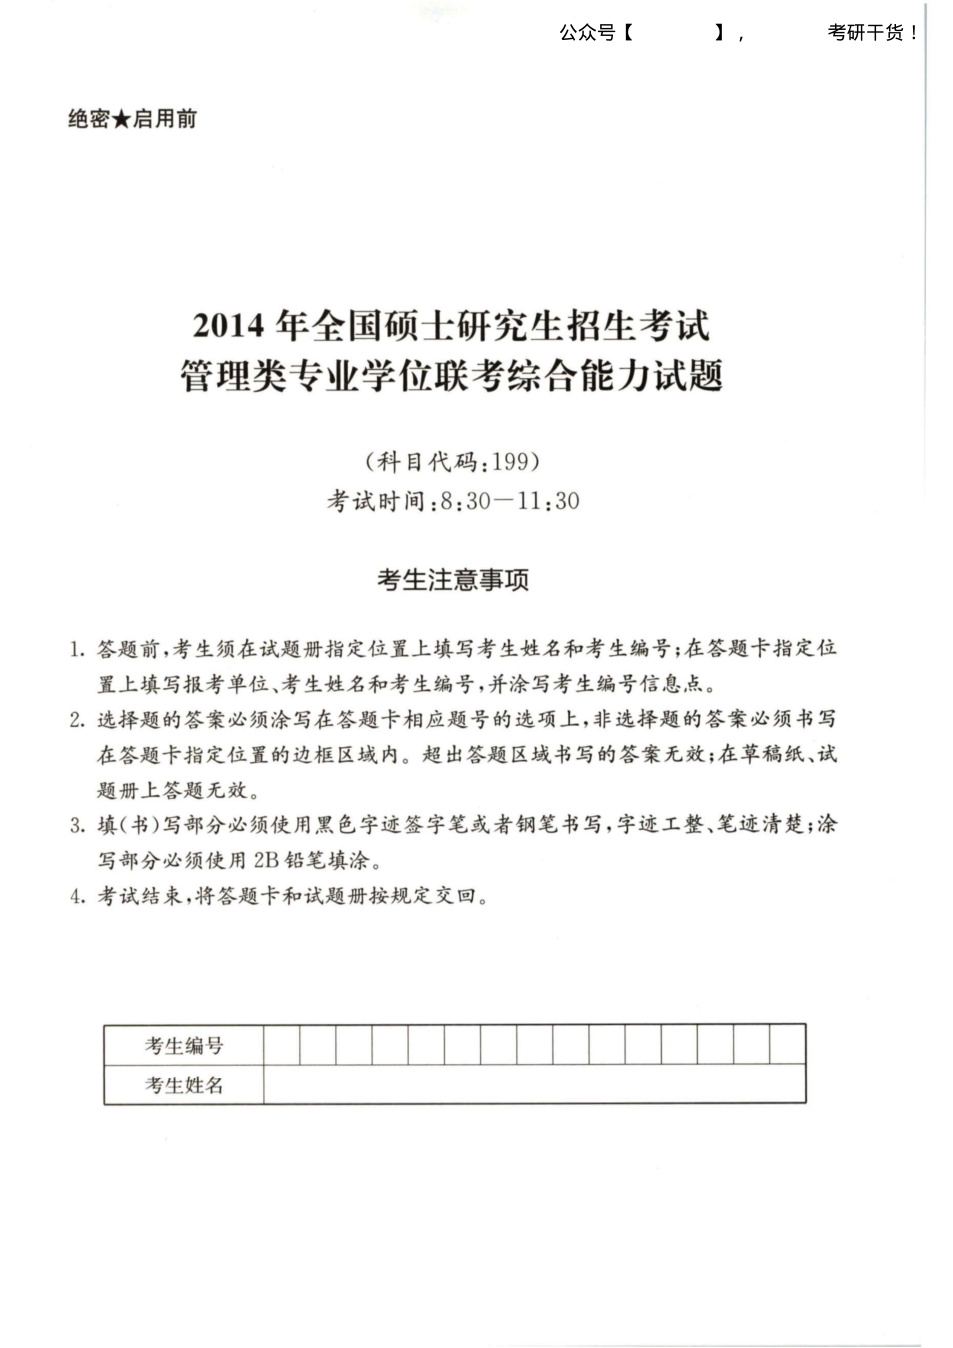 公众号【 】， 考研干货！
绝密★启用前
2014 年全国硕士研究生招生考试
管理类专业学位联考综合能力试题
(科目代码:199)
考试时间:8:30—11:30
考生注意事项
1. 答题前,考生须在试题册指定位置上填写考生姓名和考生编号;在答题卡指定位
置上填写报考单位、考生姓名和考生编号,并涂写考生编号信息点。
2. 选择题的答案必须涂写在答题卡相应题号的选项上,非选择题的答案必须书写
在答题卡指定位置的边框区域内。超出答题区域书写的答案无效;在草稿纸、试
题册上答题无效。
3. 填(书)写部分必须使用黑色字迹签字笔或者钢笔书写,字迹工整、笔迹清楚;涂
写部分必须使用 2B 铅笔填涂。
4. 考试结束,将答题卡和试题册按规定交回。
考生编号
考生姓名